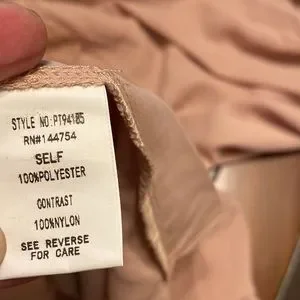 STYLE NO:PT94185
RN#144754
SELF
100%POLYESTER
CONTRAST
100%NYLON
SEE REVERSE
FOR CARE